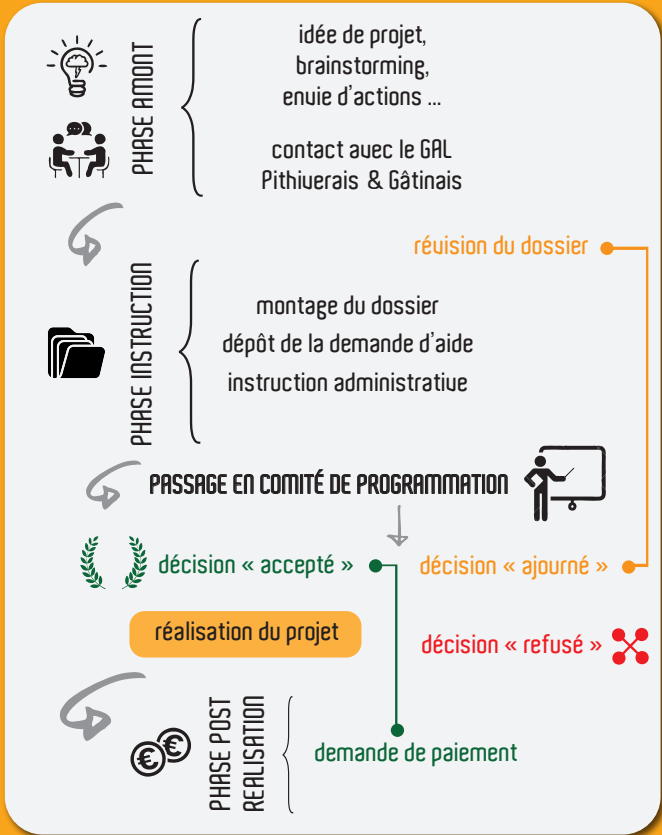 idée de projet,
brainstorming,
envie d'actions ...
PHASE AMONT
contact avec le GAL
Pithiverais & Gâtinais
révision du dossier
PHASE INSTRUCTION
montage du dossier
dépôt de la demande d'aide
instruction administrative
PASSAGE EN COMITÉ DE PROGRAMMATION
décision « accepté »
décision « ajourné »
réalisation du projet
décision « refusé »
PHASE POST
REALISATION
€€
demande de paiement